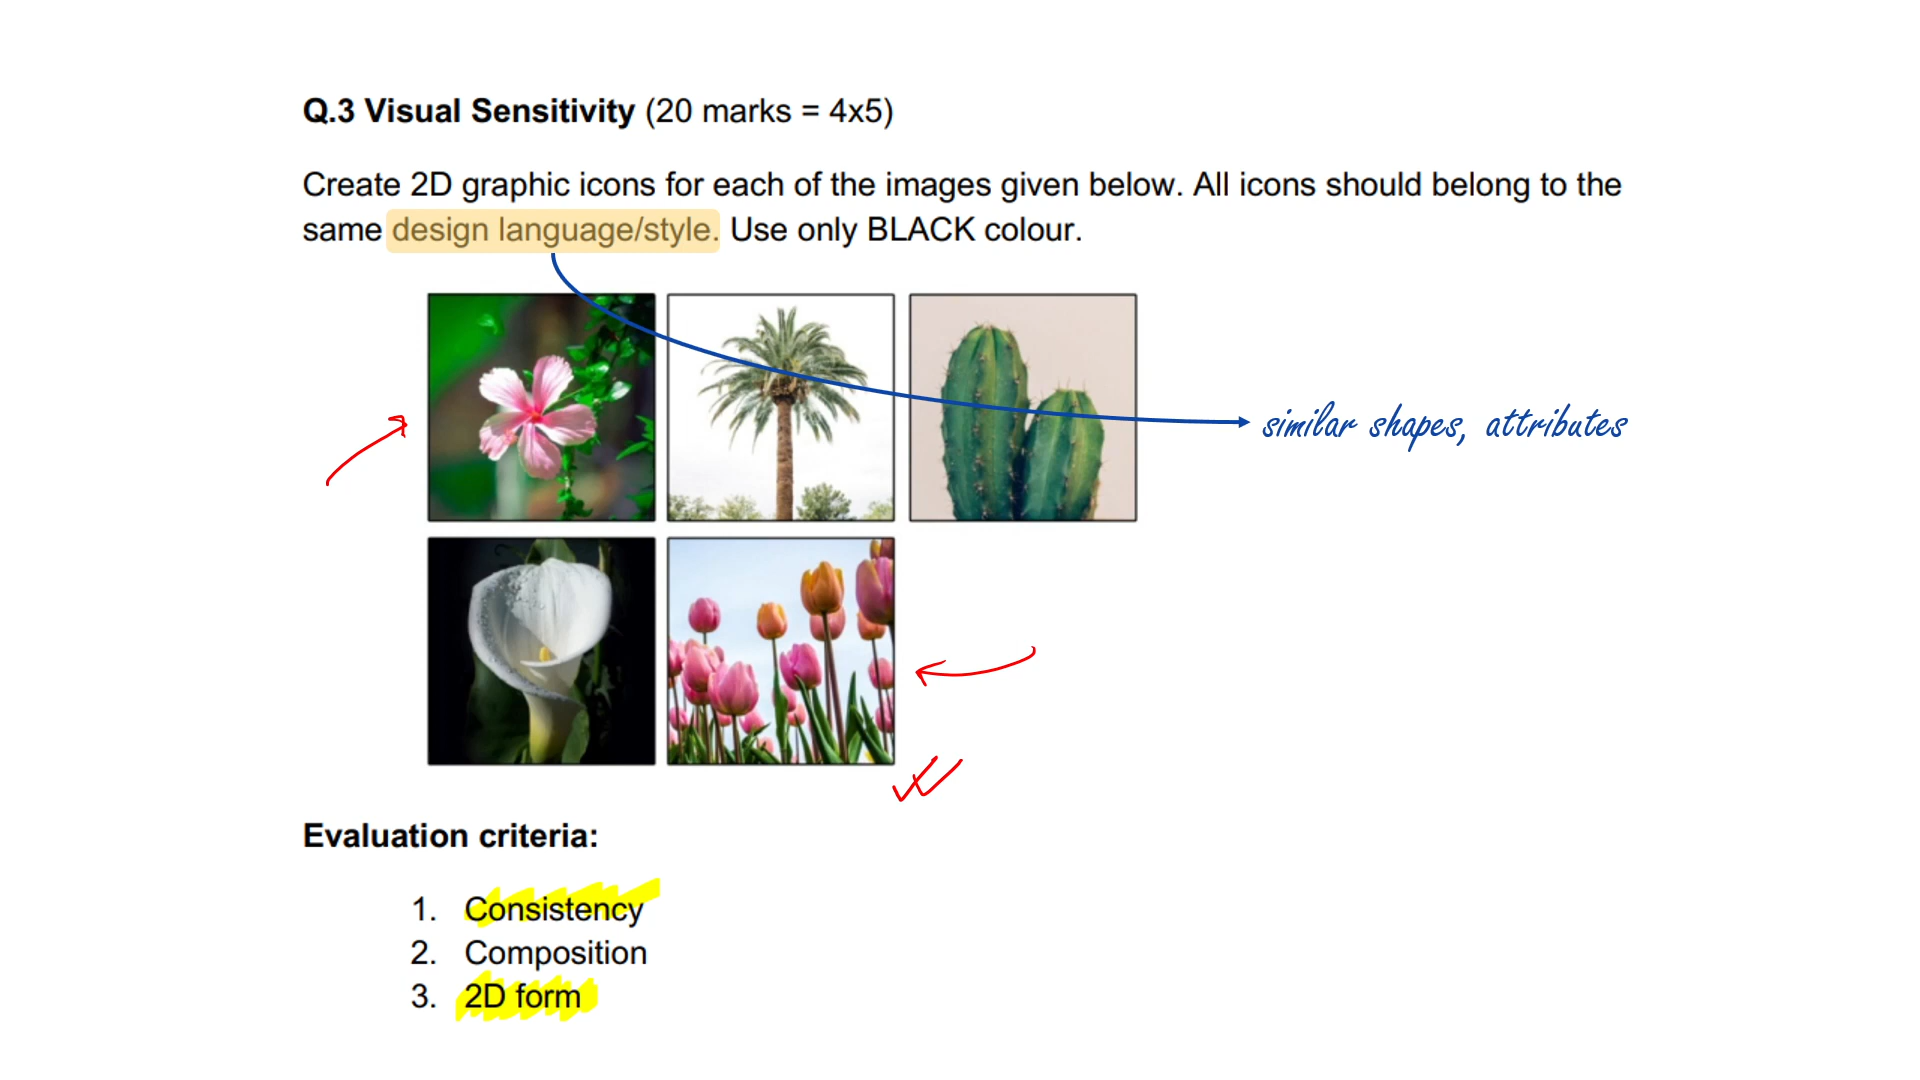 Q.3 Visual Sensitivity (20 marks = 4x5)
Create 2D graphic icons for each of the images given below. All icons should belong to the
same design language/style. Use only BLACK colour.
similar shapes, attributes
Evaluation criteria:
1. Consistency
2. Composition
3. 2D form